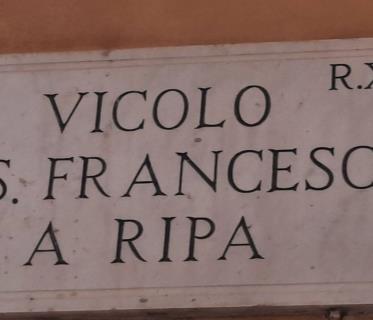 R.X
VICOLO
S. FRANCESC
A RIPA